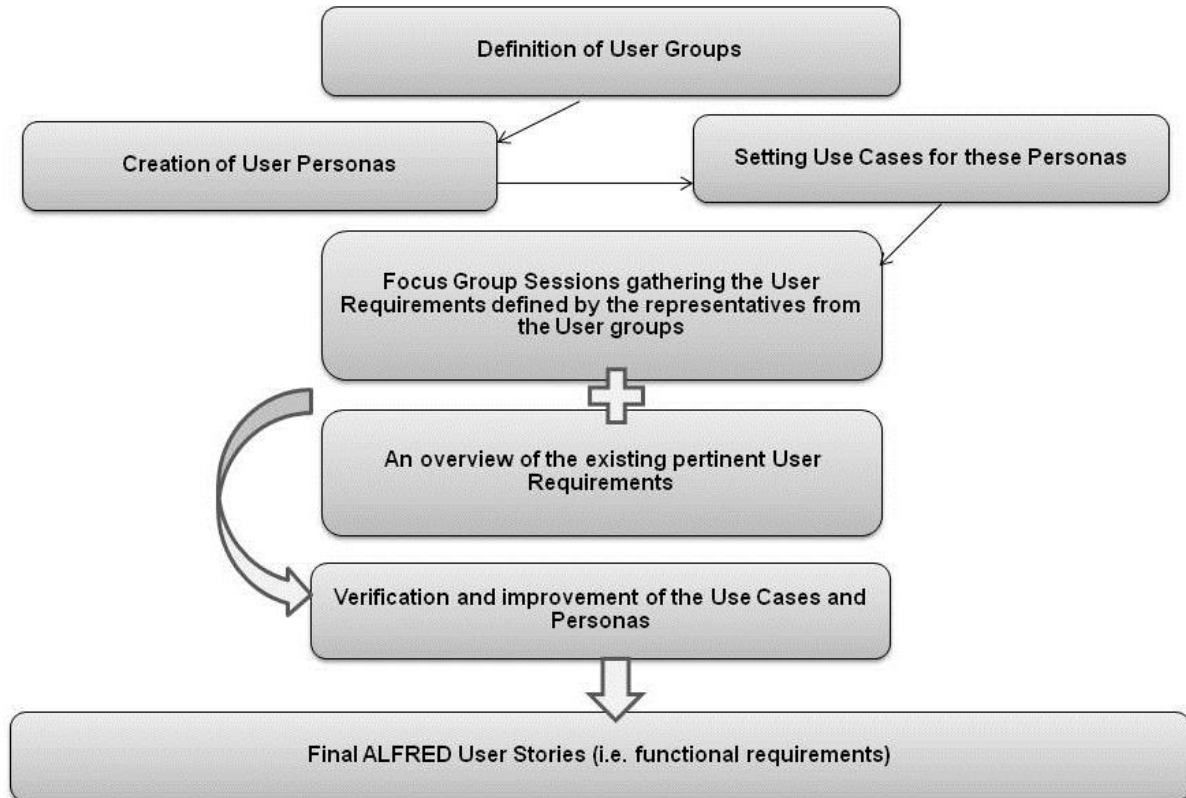 Definition of User Groups
Creation of User Personas
Setting Use Cases for these Personas
Focus Group Sessions gathering the User
Requirements defined by the representatives from
the User groups
An overview of the existing pertinent User
Requirements
Verification and improvement of the Use Cases and
Personas
Final ALFRED User Stories (i.e. functional requirements)